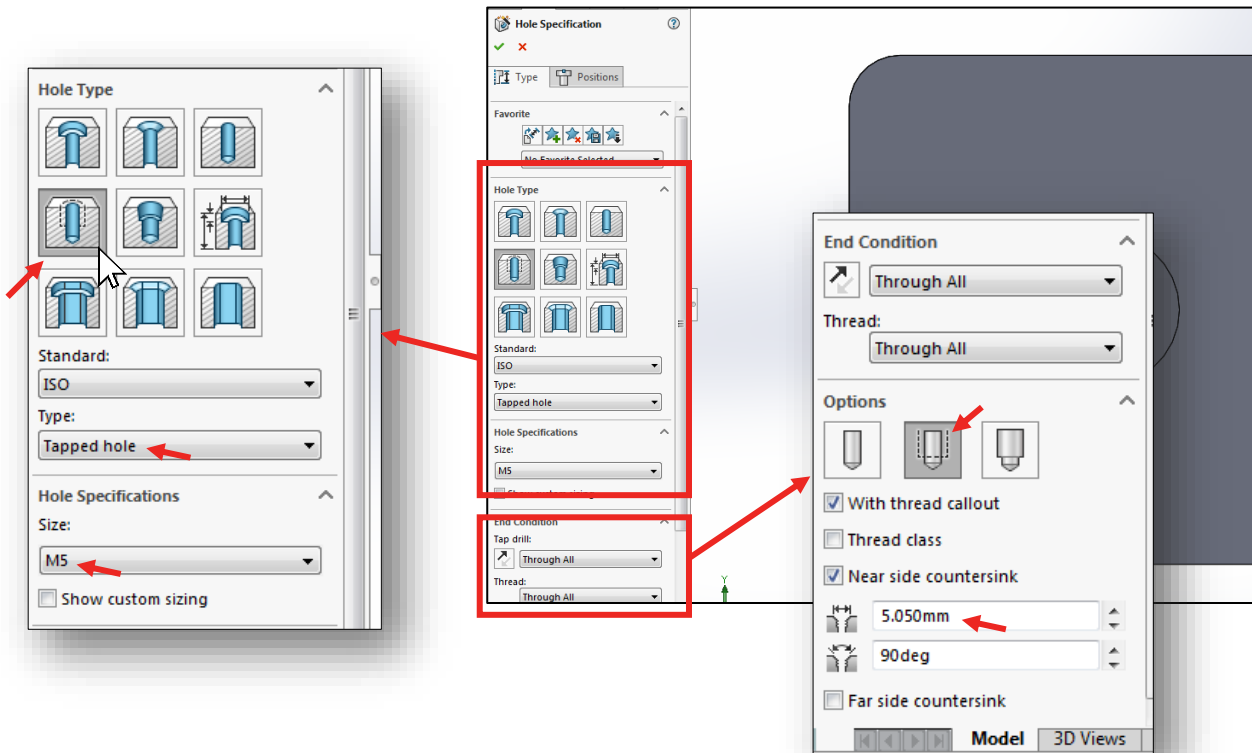 Hole Type
Standard:
ISO
Type:
Tapped hole
Hole Specifications
Size:
M5
Show custom sizing
Hole Specification
Type
Positions
Favorite
No Favorite Selected
Hole Type
Standard:
ISO
Type:
Tapped hole
Hole Specifications
Size:
M5
Show custom sizing
End Condition
Tap drill:
Through All
Thread:
Through All
Y
End Condition
Through All
Thread:
Through All
Options
With thread callout
Thread class
Near side countersink
5.050mm
90deg
Far side countersink
Model 3D Views